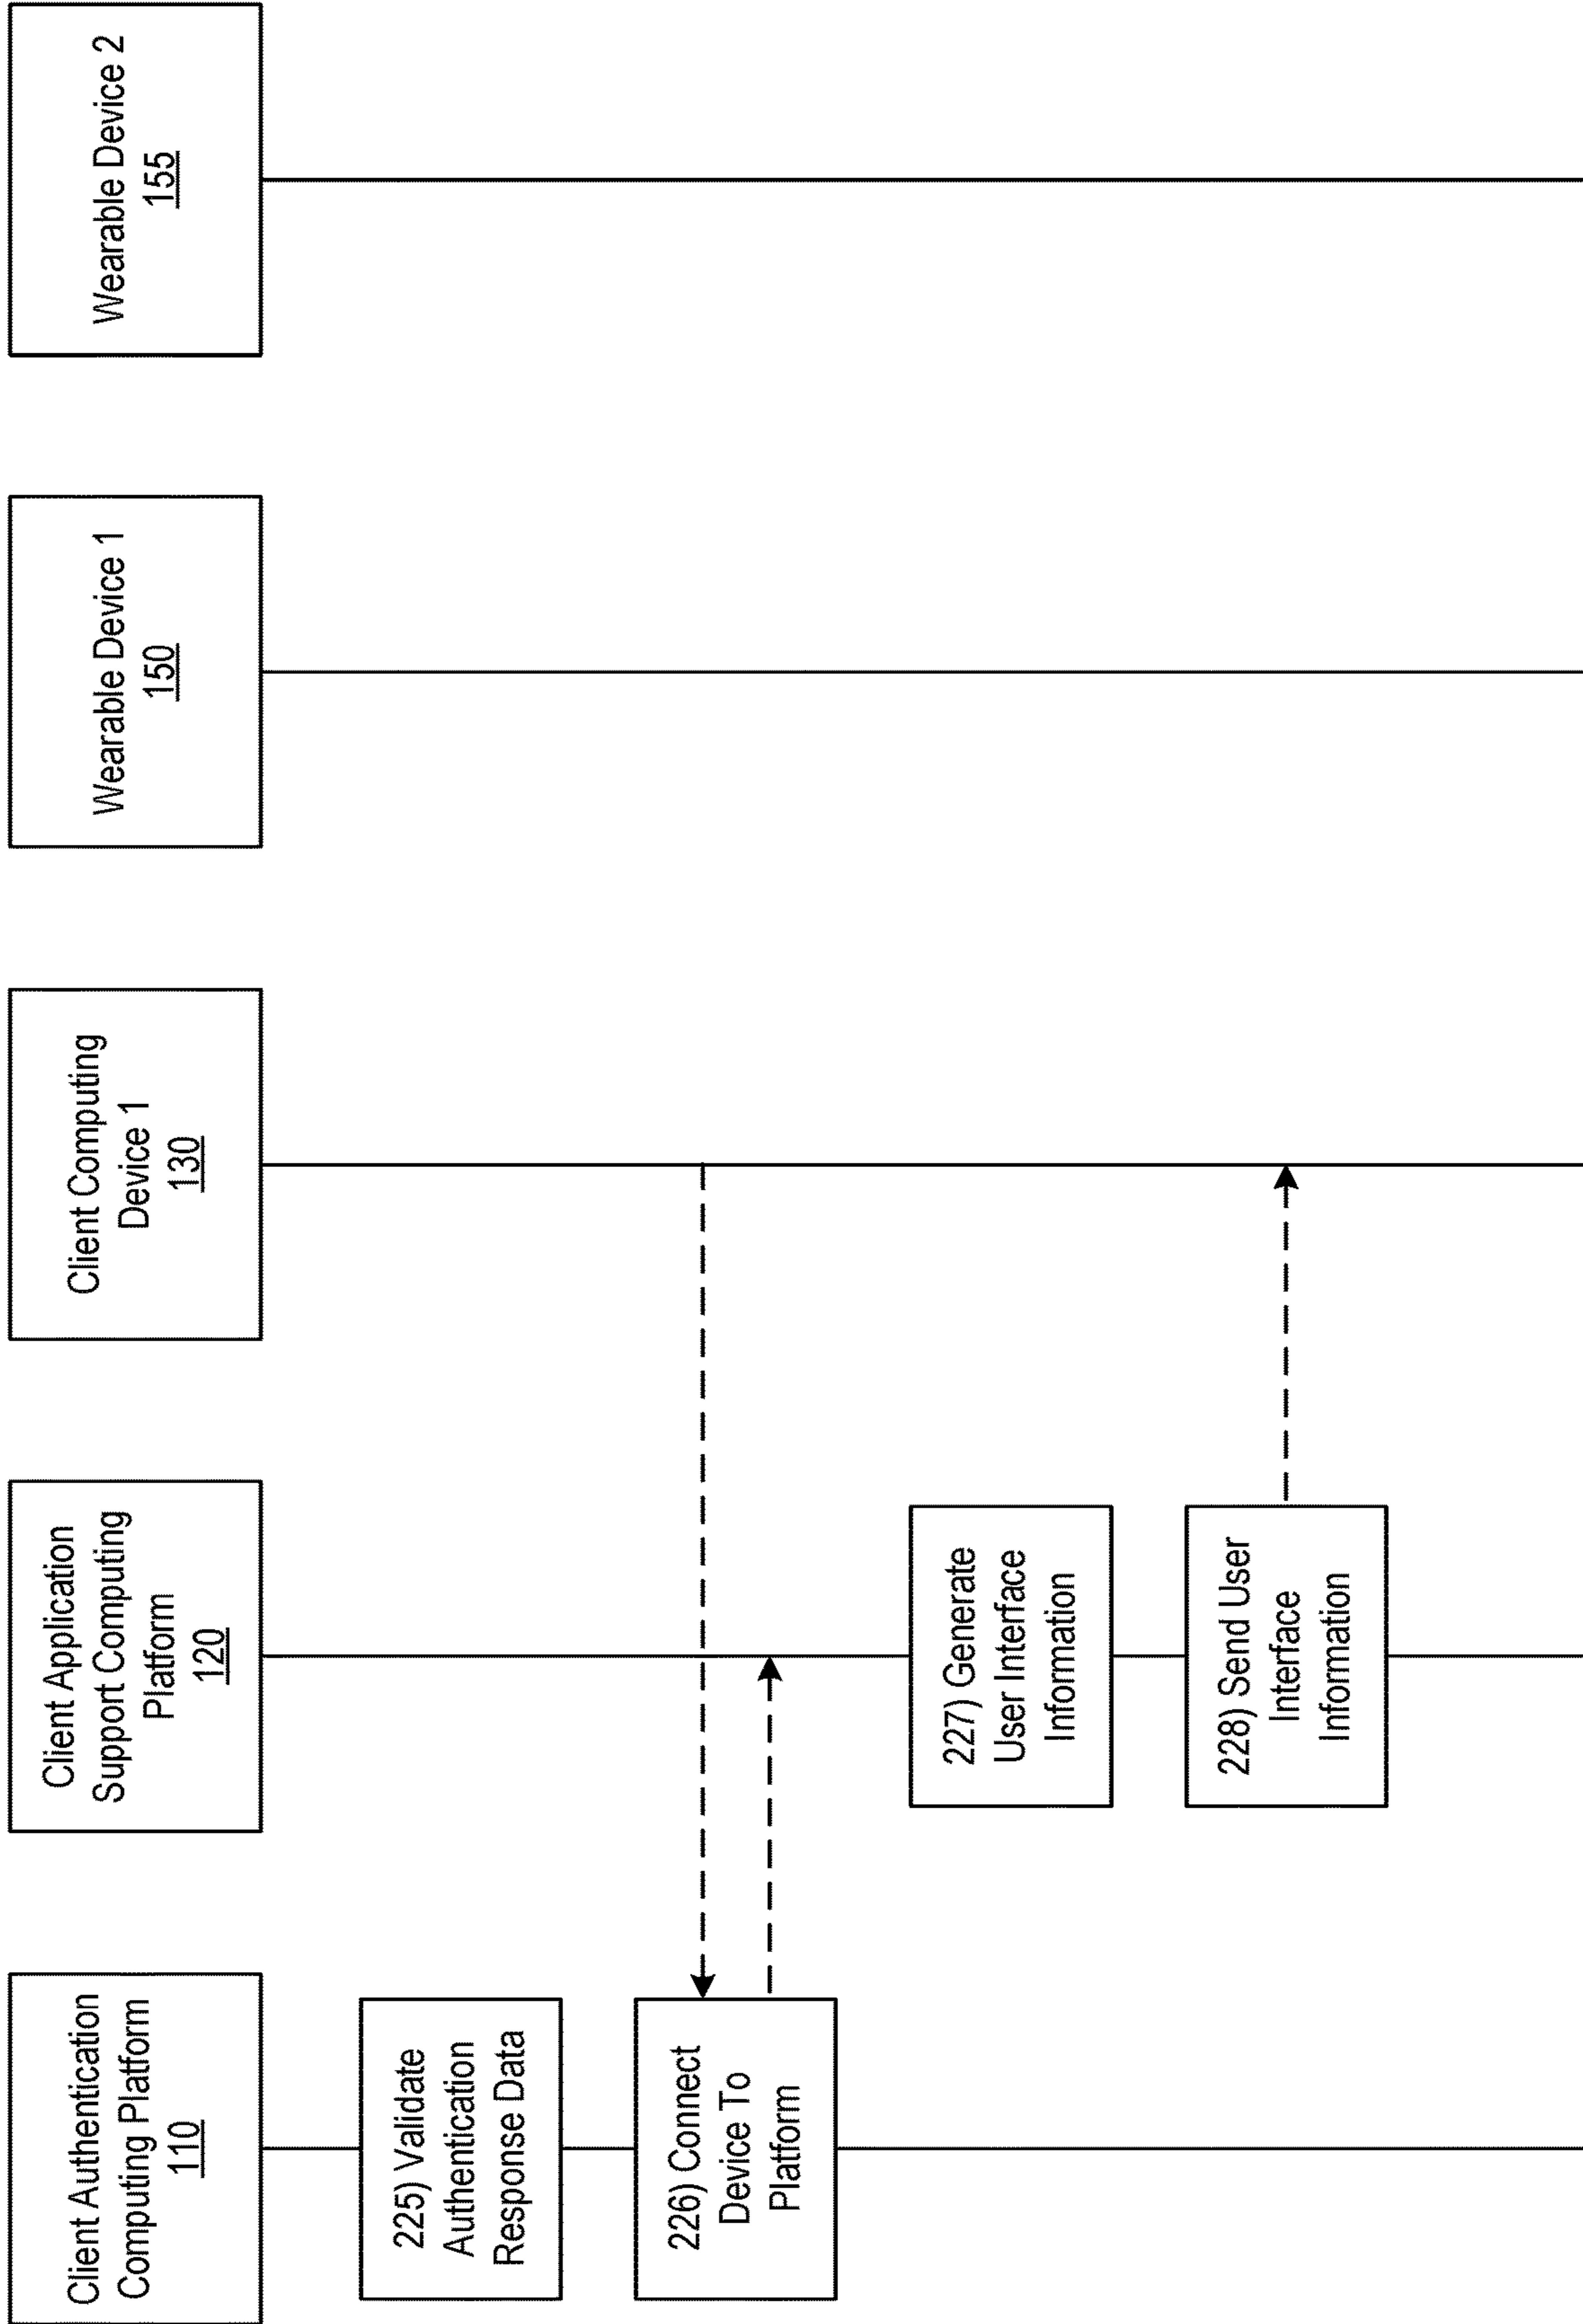 Client Authentication
Computing Platform
110
Client Application
Support Computing
Platform
120
Client Computing
Device 1
130
Wearable Device 1
150
Wearable Device 2
155
225) Validate
Authentication
Response Data
226) Connect
Device To
Platform
227) Generate
User Interface
Information
228) Send User
Interface
Information